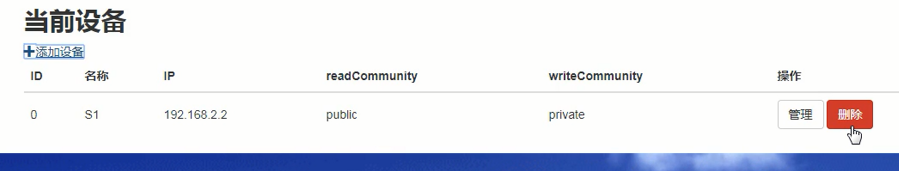 当前设备
添加设备
ID 名称 IP readCommunity writeCommunity 操作
0 S1 192.168.2.2 public private 管理 删除